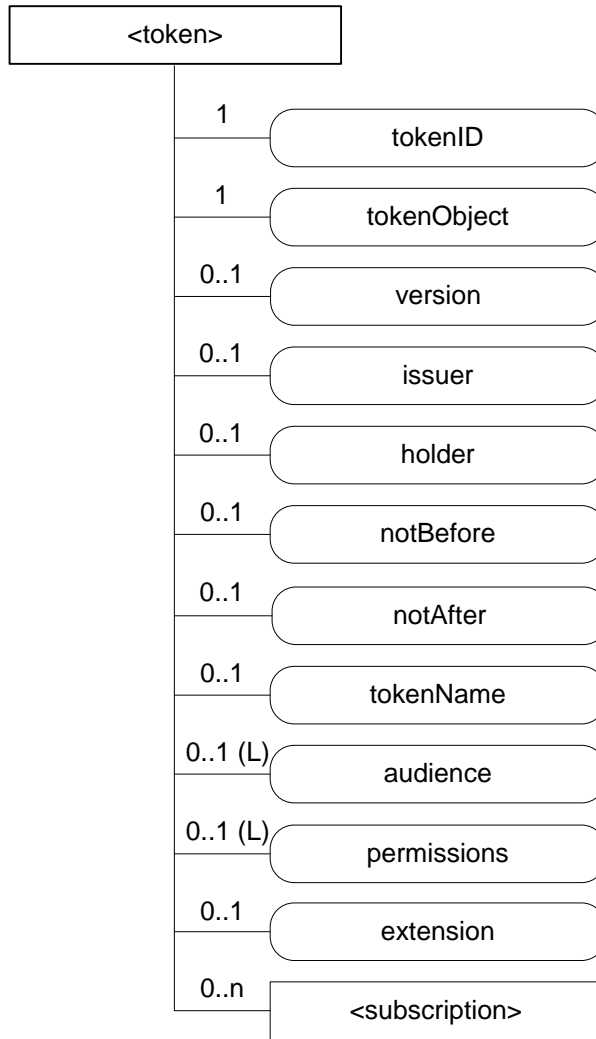 <token>
1
tokenID
1
tokenObject
0..1
version
0..1
issuer
0..1
holder
0..1
notBefore
0..1
notAfter
0..1
tokenName
0..1 (L)
audience
0..1 (L)
permissions
0..1
extension
0..n
<subscription>